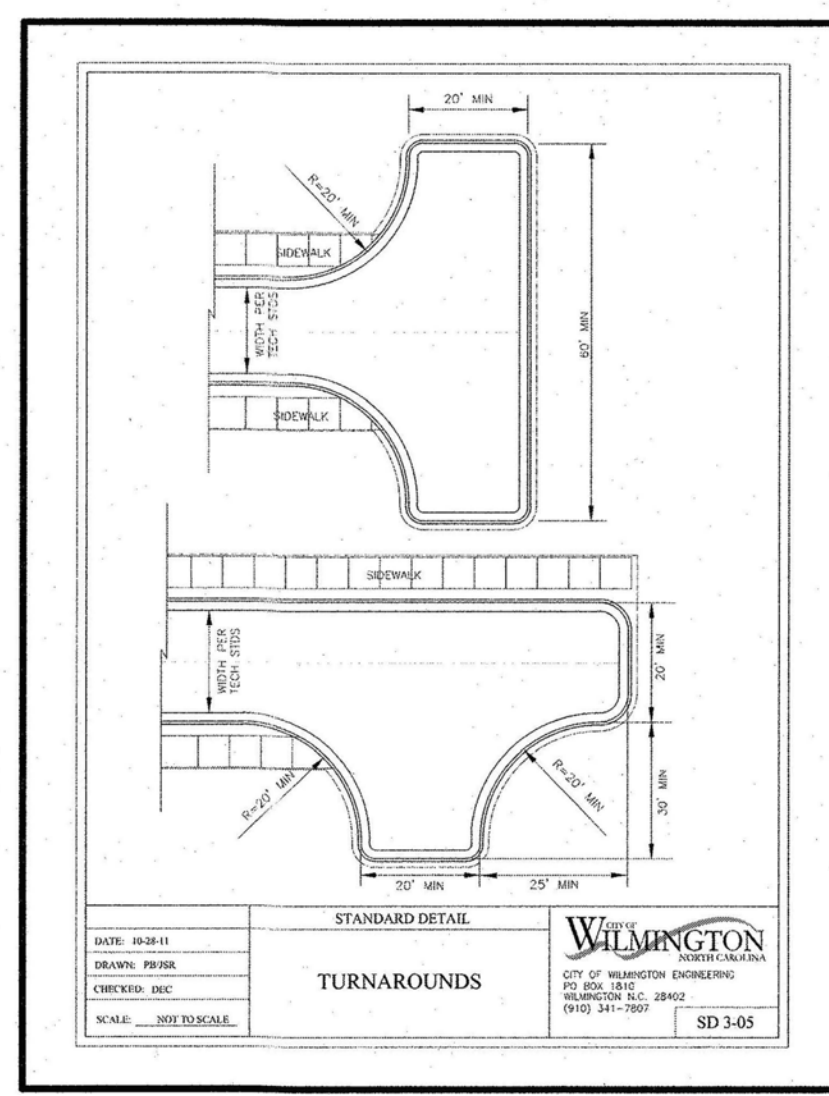 20' MIN
R=20' MIN
SIDEWALK
WIDTH PER
TECH STDS
60' MIN
SIDEWALK
SIDEWALK
WIDTH PER
TECH STDS
20' MIN
R=20' MIN
R=20' MIN
30' MIN
20' MIN
25' MIN
STANDARD DETAIL
DATE: 10-28-11
DRAWN: PB/JSR
CHECKED: DEC
SCALE: NOT TO SCALE
TURNAROUNDS
CITY OF
WILMINGTON
NORTH CAROLINA
CITY OF WILMINGTON ENGINEERING
PO BOX 1810
WILMINGTON N.C. 28402
(910) 341-7807
SD 3-05